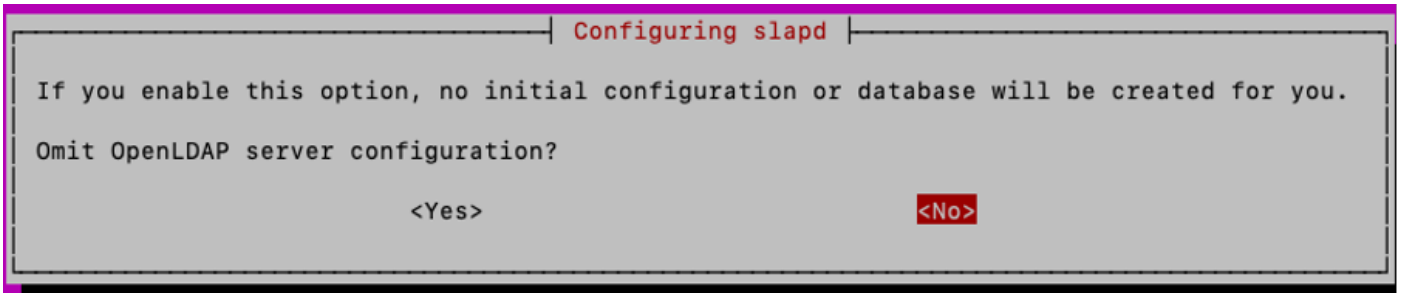 Configuring slapd
If you enable this option, no initial configuration or database will be created for you.
Omit OpenLDAP server configuration?
<Yes> <No>